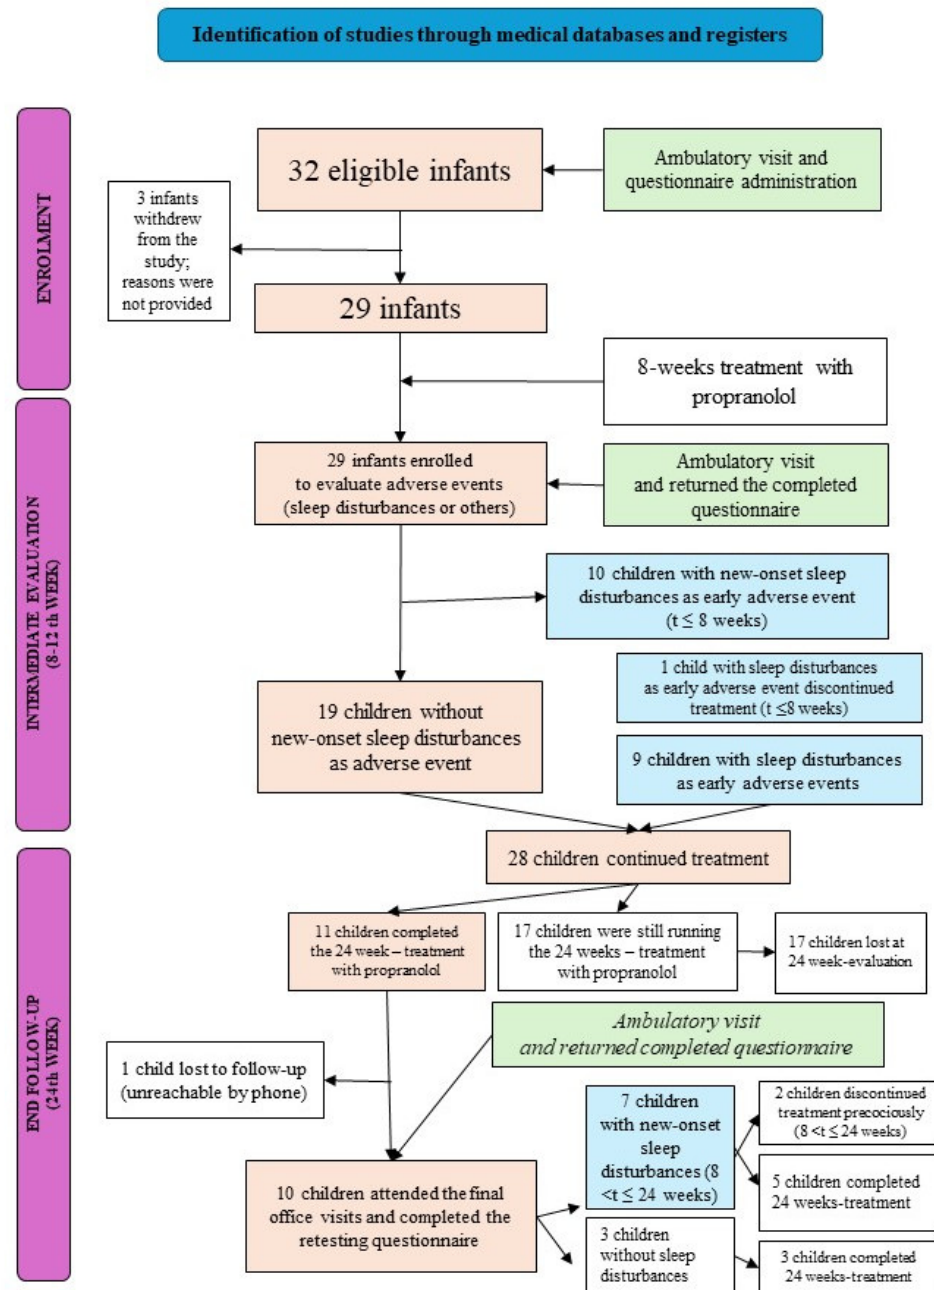 Identification of studies through medical databases and registers
ENROLMENT
32 eligible infants
Ambulatory visit and
questionnaire administration
3 infants
withdrew
from the
study;
reasons were
not provided
29 infants
8-weeks treatment with
propranolol
INTERMEDIATE EVALUATION
(8-12 th WEEK)
29 infants enrolled
to evaluate adverse events
(sleep disturbances or others)
Ambulatory visit
and returned the completed
questionnaire
10 children with new-onset sleep
disturbances as early adverse event
(t ≤ 8 weeks)
1 child with sleep disturbances
as early adverse event discontinued
treatment (t ≤8 weeks)
19 children without
new-onset sleep disturbances
as adverse event
9 children with sleep disturbances
as early adverse events
28 children continued treatment
END FOLLOW-UP
(24th WEEK)
11 children completed
the 24 week – treatment
with propranolol
17 children were still running
the 24 weeks – treatment
with propranolol
17 children lost at
24 week-evaluation
Ambulatory visit
and returned completed questionnaire
1 child lost to follow-up
(unreachable by phone)
7 children
with new-onset
sleep
disturbances (8
<t ≤ 24 weeks)
2 children discontinued
treatment precociously
(8 <t ≤ 24 weeks)
5 children completed
24 weeks-treatment
10 children attended the final
office visits and completed the
retesting questionnaire
3 children
without sleep
disturbances
3 children completed
24 weeks-treatment